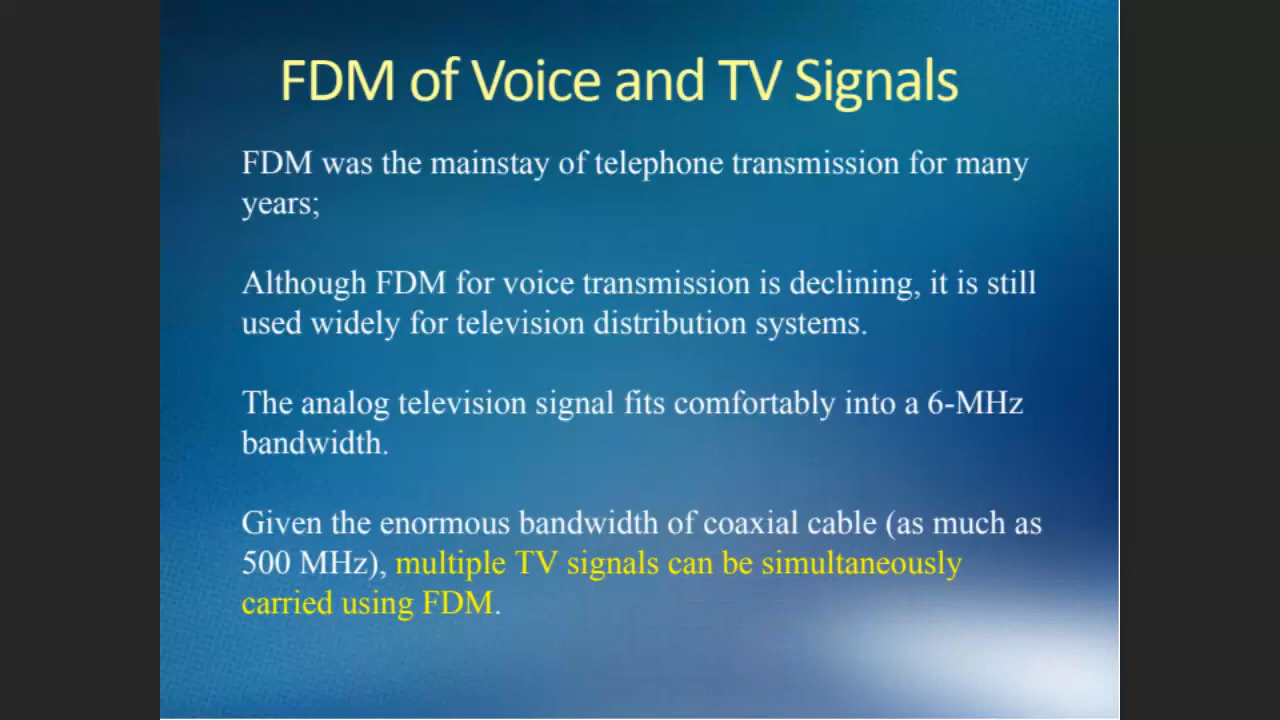 FDM of Voice and TV Signals
FDM was the mainstay of telephone transmission for many
years;
Although FDM for voice transmission is declining, it is still
used widely for television distribution systems.
The analog television signal fits comfortably into a 6-MHz
bandwidth.
Given the enormous bandwidth of coaxial cable (as much as
500 MHz), multiple TV signals can be simultaneously
carried using FDM.